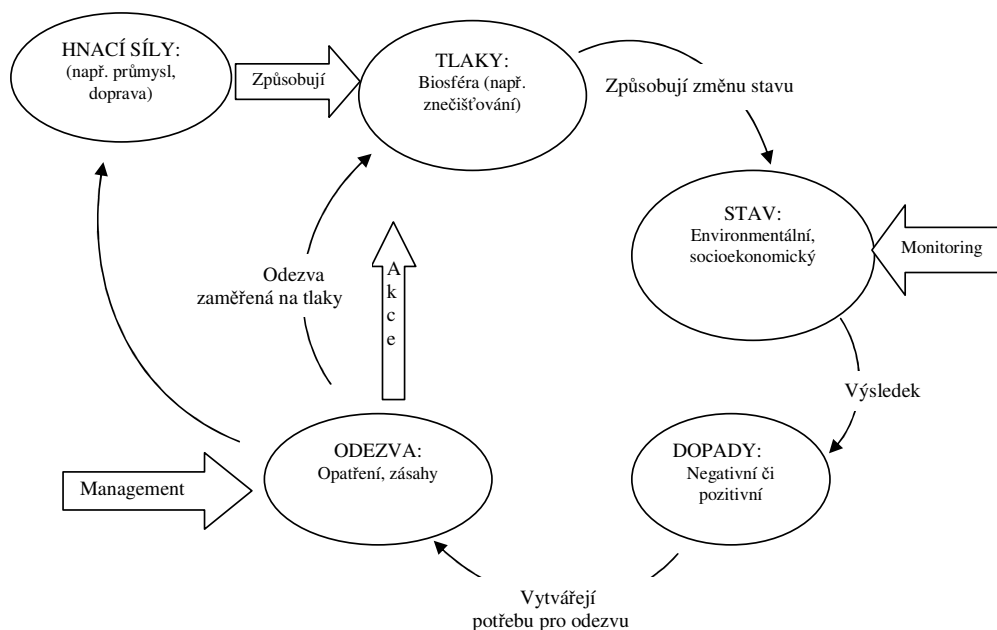 HNACÍ SÍLY:
(např. průmysl,
doprava)
Způsobují
TLAKY:
Biosféra (např.
znečišťování)
Způsobují změnu stavu
STAV:
Environmentální,
socioekonomický
Monitoring
Odezva
zaměřená na tlaky
A
k
c
e
Výsledek
ODEZVA:
Opatření, zásahy
DOPADY:
Negativní či
pozitivní
Management
Vytvářejí
potřebu pro odezvu